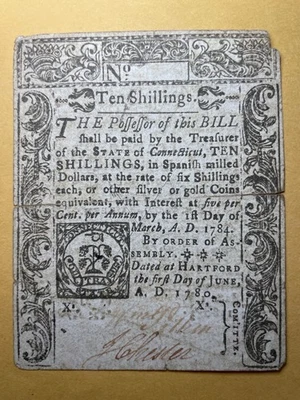 No.
Ten Shillings.
THE Possessor of this BILL
shall be paid by the Treasurer
of the STATE of Connecticut, TEN
SHILLINGS, in Spanish milled
Dollars, at the rate of six Shillings
each, or other silver or gold Coins
equivalent, with Interest at five per
Cent. per Annum, by the 1st Day of
March, A. D. 1784.
By ORDER of As-
SEMBLY.
Dated at HARTFORD
the first Day of JUNE,
A. D. 1780.
Xs. Xs.
COMITTE.